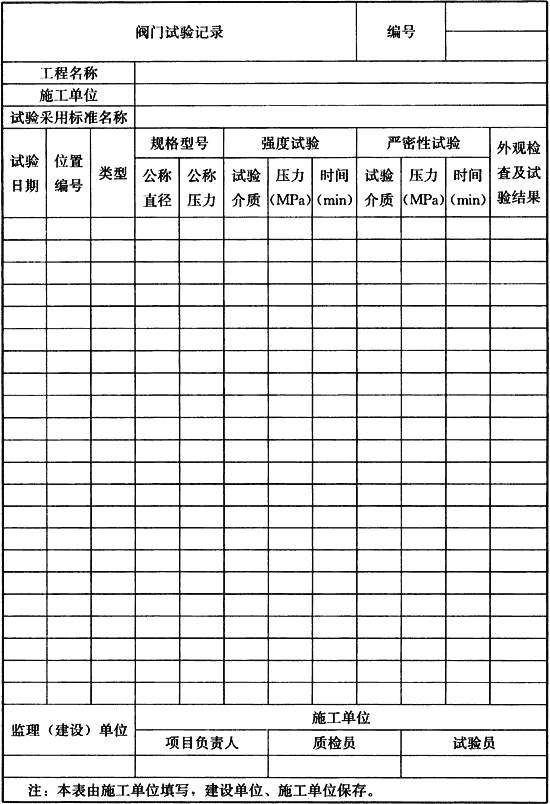 阀门试验记录 编号
工程名称
施工单位
试验采用标准名称
试验日期 位置编号 类型 规格型号 强度试验 严密性试验 外观检查及试验结果
公称直径 公称压力 试验介质 压力(MPa) 时间(min) 试验介质 压力(MPa) 时间(min)
监理（建设）单位 施工单位
项目负责人 质检员 试验员
注：本表由施工单位填写，建设单位、施工单位保存。